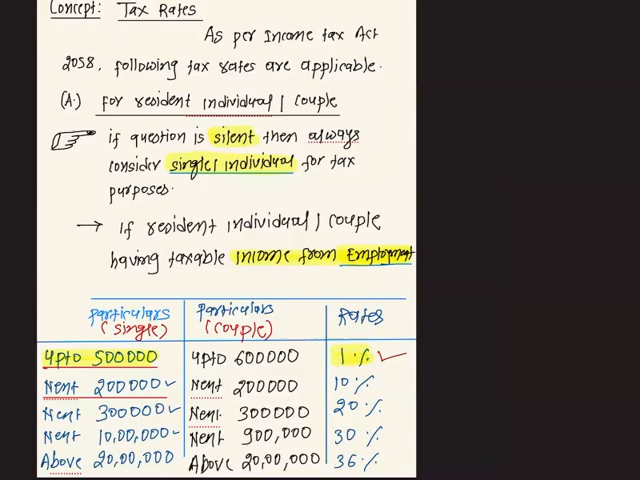 Concept: Tax Rates
As per Income tax Act
2058, following tax rates are applicable.
(A.) For resident individual | couple
if question is silent then always
consider single | individual for tax
purposes.
→ If resident individual | couple
having taxable income from Employment
Particulars (single) Particulars (couple) Rates
Upto 500000 Upto 600000 1 %
Next 200000 Next 200000 10 %
Next 300000 Next 300000 20 %
Next 10,00,000 Next 900,000 30 %
Above 20,00,000 Above 20,00,000 36 %